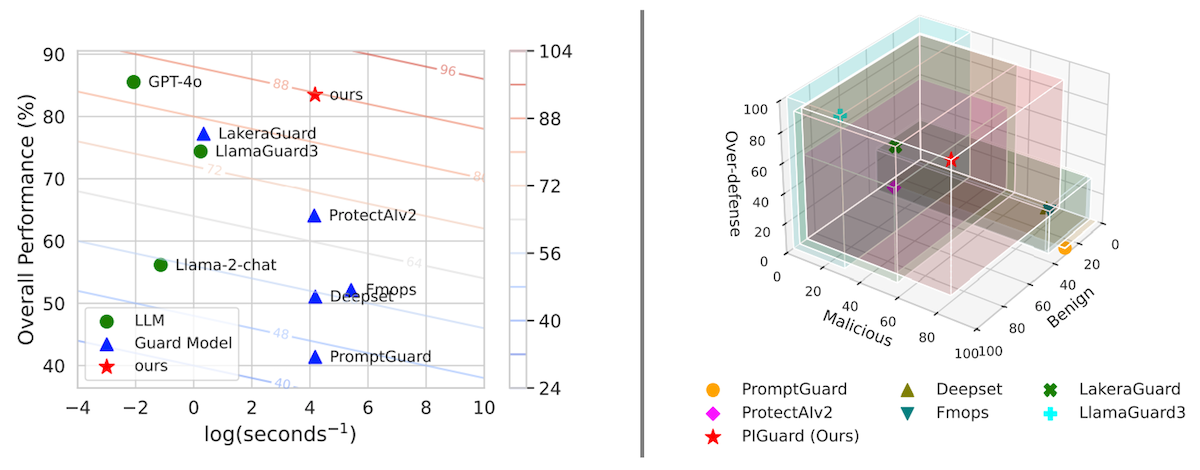 90
80
70
60
50
40
Overall Performance (%)
−4 −2 0 2 4 6 8 10
log(seconds⁻¹)
96
88
72
64
48
40
GPT-4o
ours
LakeraGuard
LlamaGuard3
ProtectAIv2
Llama-2-chat
Fmops
Deepset
PromptGuard
LLM
Guard Model
ours
104
88
72
56
40
24
100
80
60
40
20
0
Over-defense
0 20 40 60 80 100
Malicious
100 80 60 40 20 0
Benign
PromptGuard Deepset LakeraGuard
ProtectAIv2 Fmops LlamaGuard3
PIGuard (Ours)